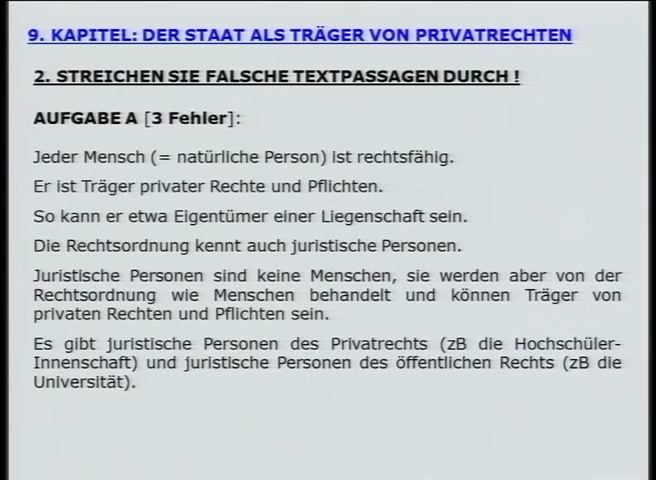 9. KAPITEL: DER STAAT ALS TRÄGER VON PRIVATRECHTEN
2. STREICHEN SIE FALSCHE TEXTPASSAGEN DURCH !
AUFGABE A [3 Fehler]:
Jeder Mensch (= natürliche Person) ist rechtsfähig.
Er ist Träger privater Rechte und Pflichten.
So kann er etwa Eigentümer einer Liegenschaft sein.
Die Rechtsordnung kennt auch juristische Personen.
Juristische Personen sind keine Menschen, sie werden aber von der
Rechtsordnung wie Menschen behandelt und können Träger von
privaten Rechten und Pflichten sein.
Es gibt juristische Personen des Privatrechts (zB die Hochschüler-
Innenschaft) und juristische Personen des öffentlichen Rechts (zB die
Universität).